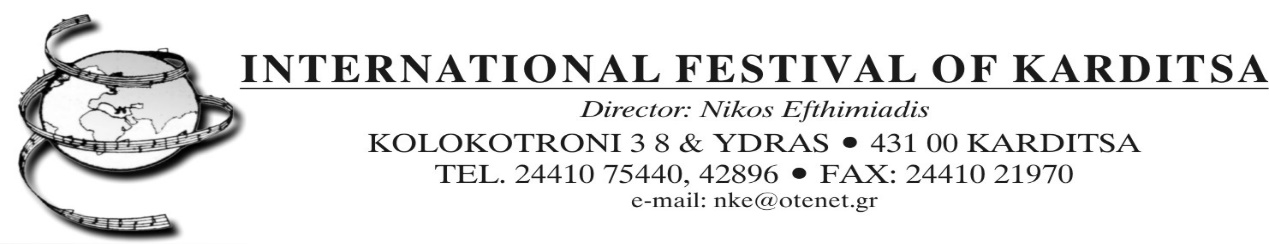 INTERNATIONAL FESTIVAL OF KARDITSA
Director: Nikos Efthimiadis
KOLOKOTRONI 3 8 & YDRAS • 431 00 KARDITSA
TEL. 24410 75440, 42896 • FAX: 24410 21970
e-mail: nke@otenet.gr